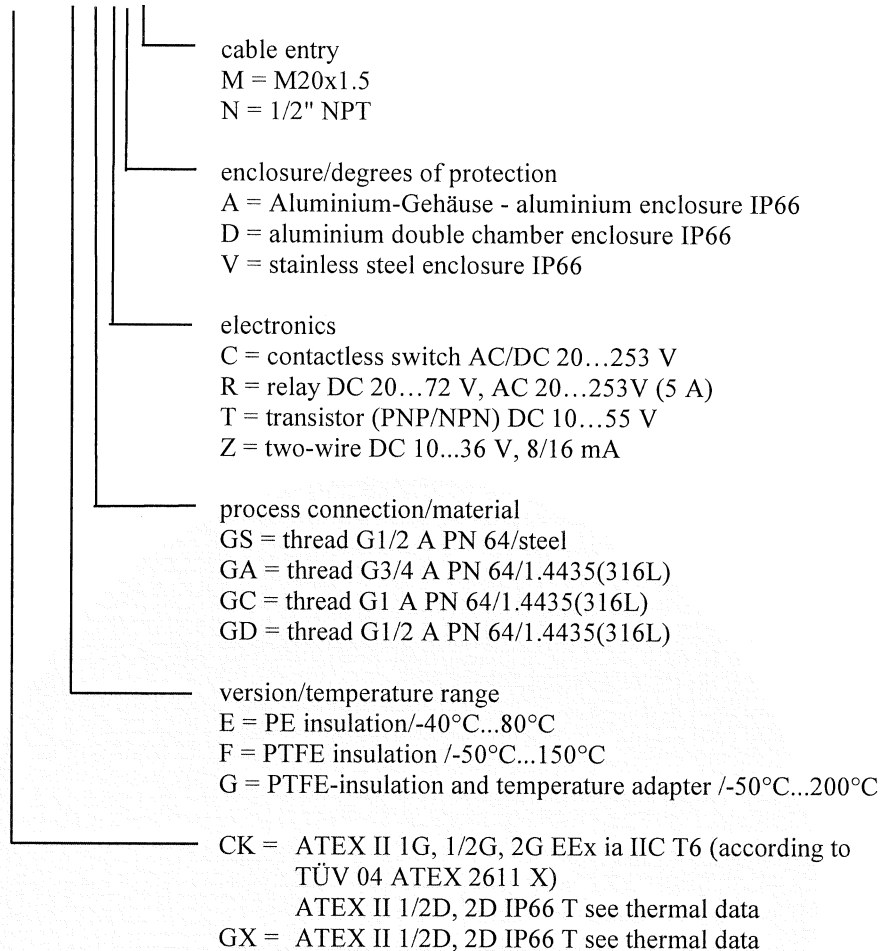 cable entry
M = M20x1.5
N = 1/2" NPT
enclosure/degrees of protection
A = Aluminium-Gehäuse - aluminium enclosure IP66
D = aluminium double chamber enclosure IP66
V = stainless steel enclosure IP66
electronics
C = contactless switch AC/DC 20...253 V
R = relay DC 20...72 V, AC 20...253V (5 A)
T = transistor (PNP/NPN) DC 10...55 V
Z = two-wire DC 10...36 V, 8/16 mA
process connection/material
GS = thread G1/2 A PN 64/steel
GA = thread G3/4 A PN 64/1.4435(316L)
GC = thread G1 A PN 64/1.4435(316L)
GD = thread G1/2 A PN 64/1.4435(316L)
version/temperature range
E = PE insulation/-40°C...80°C
F = PTFE insulation /-50°C...150°C
G = PTFE-insulation and temperature adapter /-50°C...200°C
CK = ATEX II 1G, 1/2G, 2G EEx ia IIC T6 (according to
TÜV 04 ATEX 2611 X)
ATEX II 1/2D, 2D IP66 T see thermal data
GX = ATEX II 1/2D, 2D IP66 T see thermal data